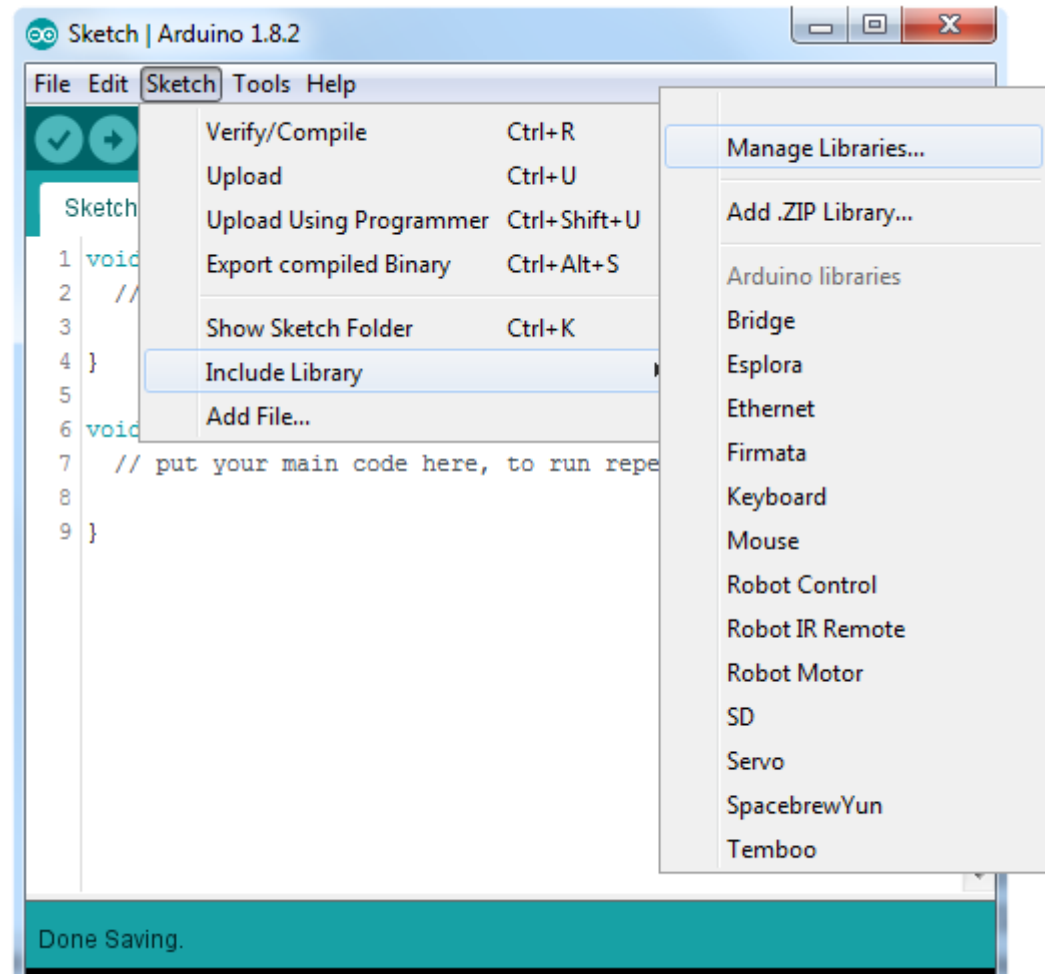 Sketch | Arduino 1.8.2
File Edit Sketch Tools Help
Verify/Compile Ctrl+R
Upload Ctrl+U
Upload Using Programmer Ctrl+Shift+U
Export compiled Binary Ctrl+Alt+S
Show Sketch Folder Ctrl+K
Include Library
Add File...
Manage Libraries...
Add .ZIP Library...
Arduino libraries
Bridge
Esplora
Ethernet
Firmata
Keyboard
Mouse
Robot Control
Robot IR Remote
Robot Motor
SD
Servo
SpacebrewYun
Temboo
Sketch
1 void
2 //
3
4 }
5
6 void
7 // put your main code here, to run repe
8
9 }
Done Saving.